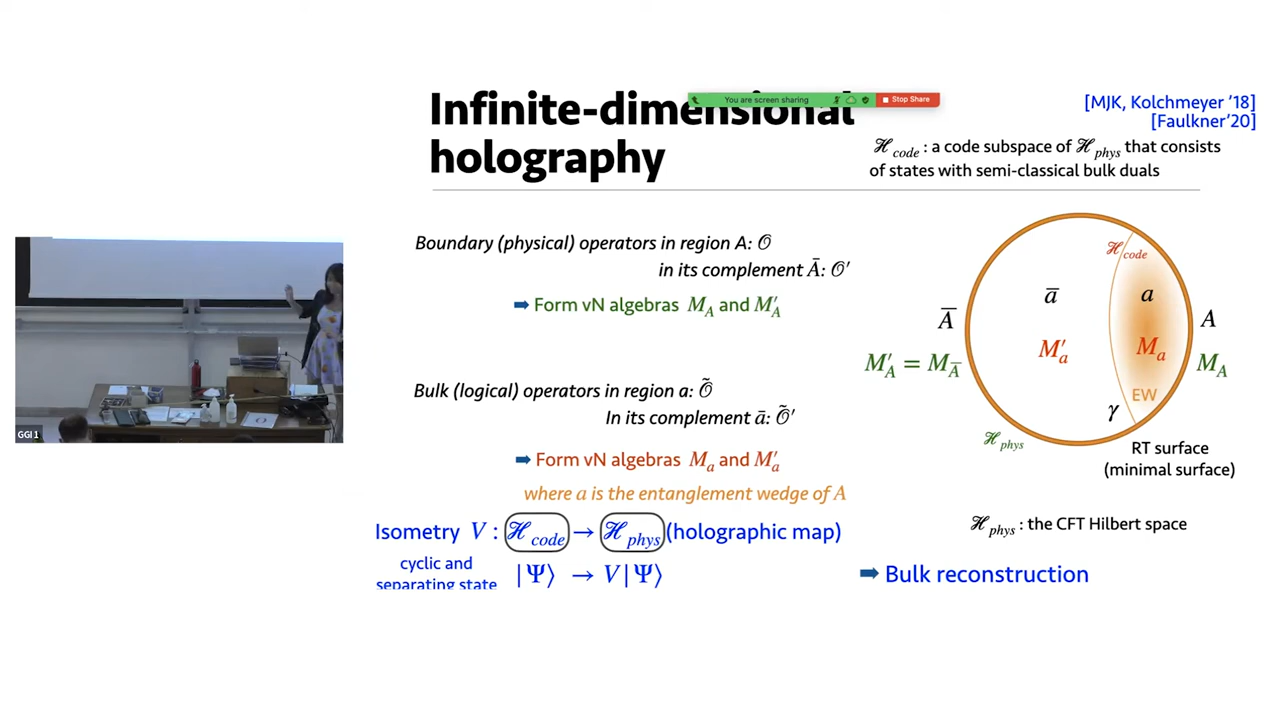 Infinite-dimensional
holography
You are screen sharing
Stop Share
[MJK, Kolchmeyer '18]
[Faulkner'20]
ℋ_code : a code subspace of ℋ_phys that consists
of states with semi-classical bulk duals
Boundary (physical) operators in region A: 𝒪
in its complement Ā: 𝒪′
➡ Form vN algebras M_A and M′_A
Bulk (logical) operators in region a: 𝒪̃
In its complement ā: 𝒪̃′
➡ Form vN algebras M_a and M′_a
where a is the entanglement wedge of A
Isometry V : ℋ_code → ℋ_phys (holographic map)
cyclic and
separating state
|Ψ⟩ → V|Ψ⟩
ℋ_code
ā
a
Ā
A
M′_A = M_Ā
M′_a
M_a
M_A
EW
γ
ℋ_phys
RT surface
(minimal surface)
ℋ_phys : the CFT Hilbert space
➡ Bulk reconstruction
GGI 1